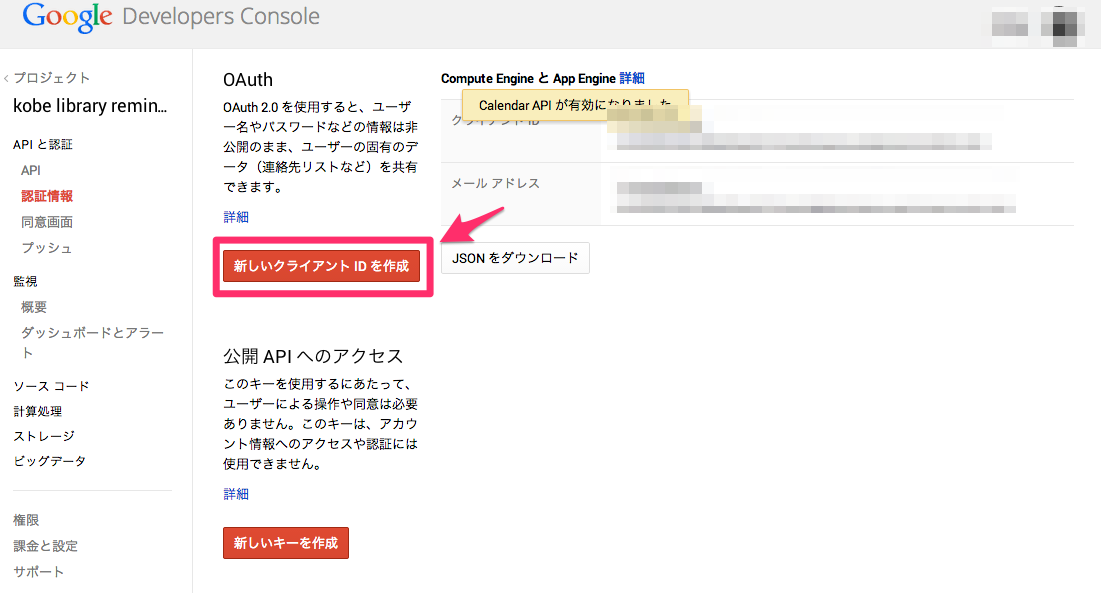 Google Developers Console
プロジェクト
kobe library remin...
API と認証
API
認証情報
同意画面
プッシュ
監視
概要
ダッシュボードとアラー
ト
ソース コード
計算処理
ストレージ
ビッグデータ
権限
課金と設定
サポート
OAuth
OAuth 2.0 を使用すると、ユーザ
ー名やパスワードなどの情報は非
公開のまま、ユーザーの固有のデ
ータ（連絡先リストなど）を共有
できます。
詳細
新しいクライアント ID を作成
公開 API へのアクセス
このキーを使用するにあたって、
ユーザーによる操作や同意は必要
ありません。このキーは、アカウ
ント情報へのアクセスや認証には
使用できません。
詳細
新しいキーを作成
Compute Engine と App Engine 詳細
Calendar API が有効になりました
クライアント ID
メール アドレス
JSON をダウンロード